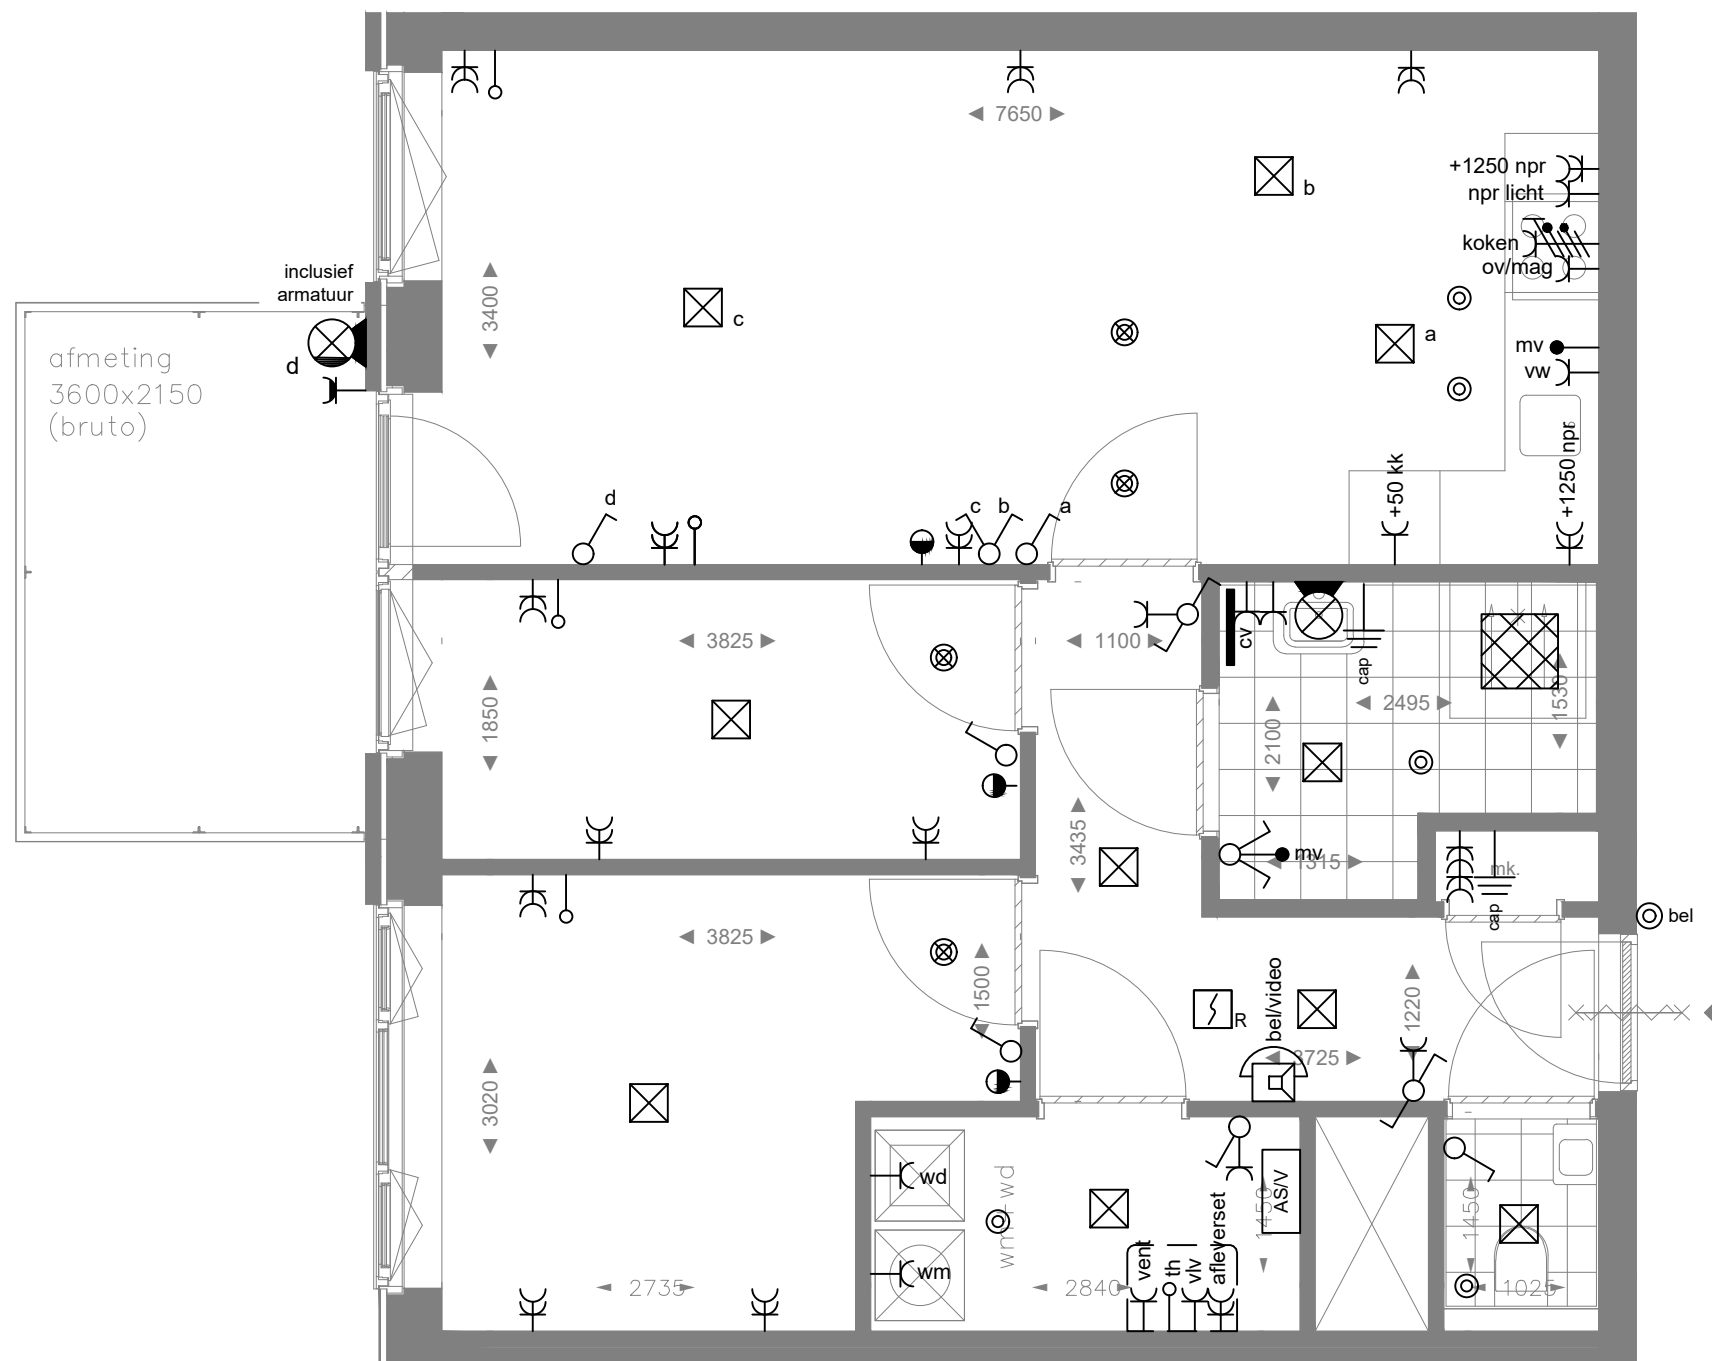 7650
+1250 npr
npr licht
b
koken
ov/mag
inclusief
armatuur
3400
c
a
mv
vw
d
afmeting
3600x2150
(bruto)
+50 kk
+1250 npr
d
c
b
a
3825
1100
cv
cap
2495
1530
1850
2100
3435
mv
1315
mk.
cap
bel
3825
1500
bel/video
R
1220
3725
3020
wd
AS/V
1450
1450
wm
vent
th
vlv
afleverset
2735
2840
1025